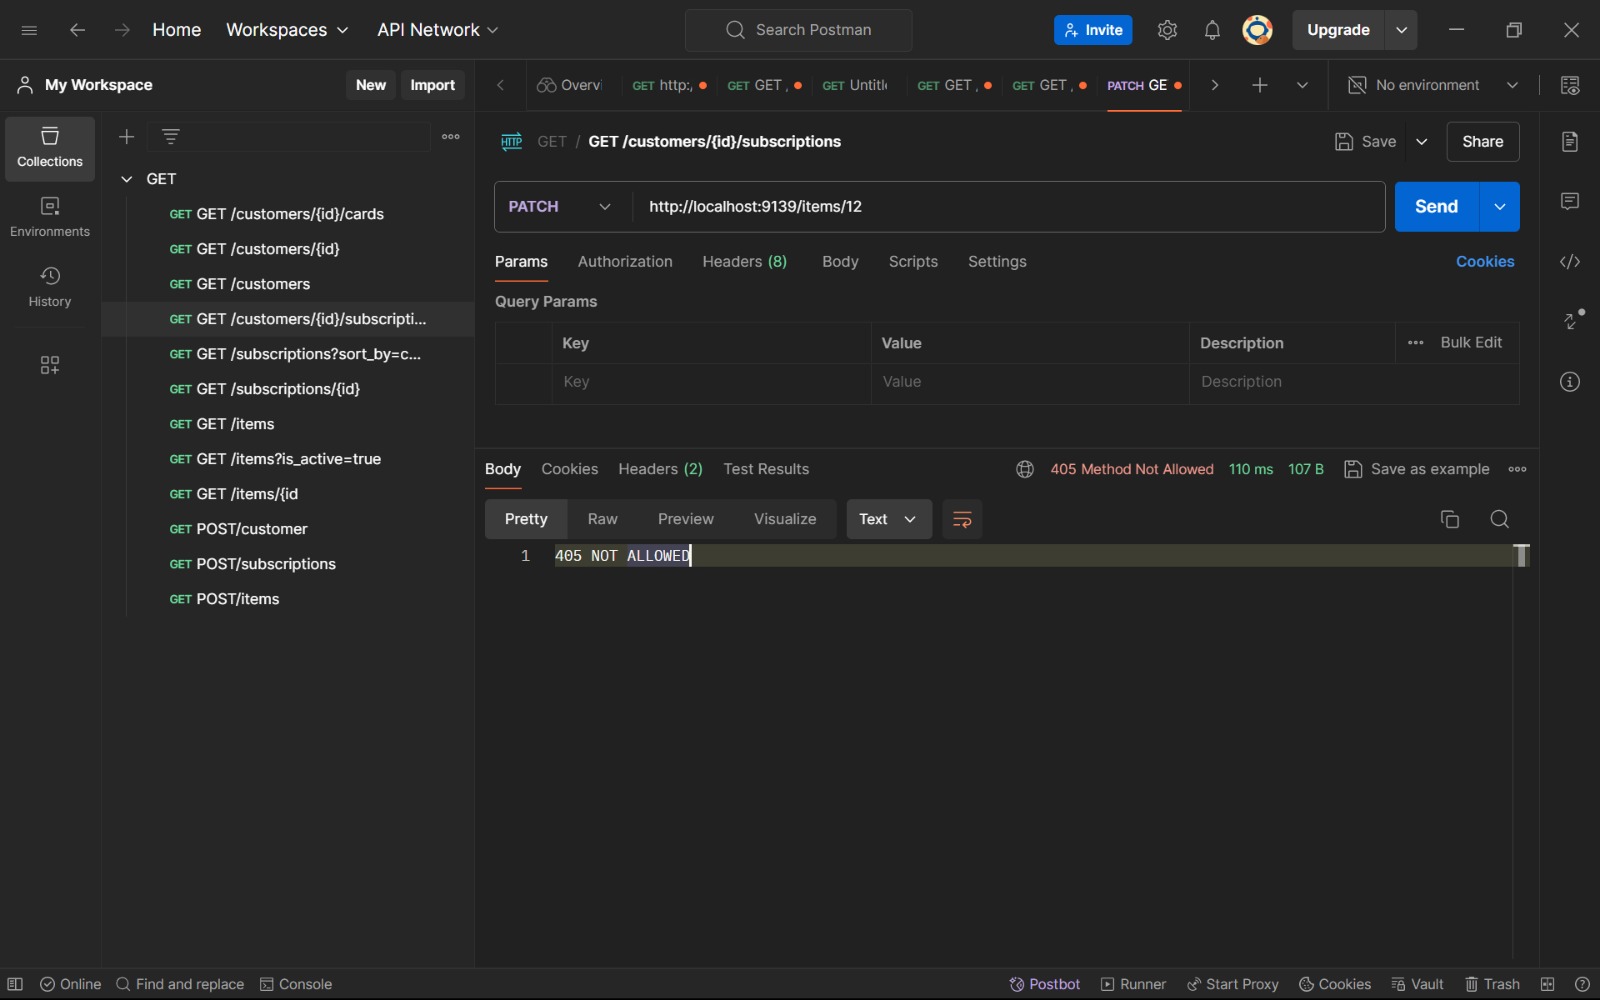 Home
Workspaces
API Network
Search Postman
Invite
Upgrade
My Workspace
New
Import
Overvi
GET http:,
GET GET ,
GET Untitl
GET GET ,
GET GET ,
PATCH GE
No environment
Collections
Environments
History
GET
GET GET /customers/{id}/cards
GET GET /customers/{id}
GET GET /customers
GET GET /customers/{id}/subscripti...
GET GET /subscriptions?sort_by=c...
GET GET /subscriptions/{id}
GET GET /items
GET GET /items?is_active=true
GET GET /items/{id
GET POST/customer
GET POST/subscriptions
GET POST/items
HTTP GET / GET /customers/{id}/subscriptions
Save
Share
PATCH
http://localhost:9139/items/12
Send
Params Authorization Headers (8) Body Scripts Settings
Cookies
Query Params
Key Value Description Bulk Edit
Key Value Description
Body Cookies Headers (2) Test Results
405 Method Not Allowed 110 ms 107 B Save as example
Pretty Raw Preview Visualize Text
1 405 NOT ALLOWED
Online Find and replace Console
Postbot Runner Start Proxy Cookies Vault Trash